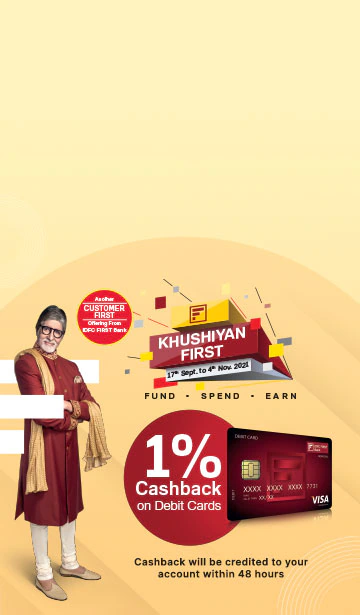 Another
CUSTOMER
FIRST
Offering From
IDFC FIRST Bank
KHUSHIYAN
FIRST
17th Sept. to 4th Nov. 2021
FUND • SPEND • EARN
1%
Cashback
on Debit Cards
DEBIT CARD
XXXX XXXX XXXX 7731
XX/XX
VISA
Cashback will be credited to your
account within 48 hours